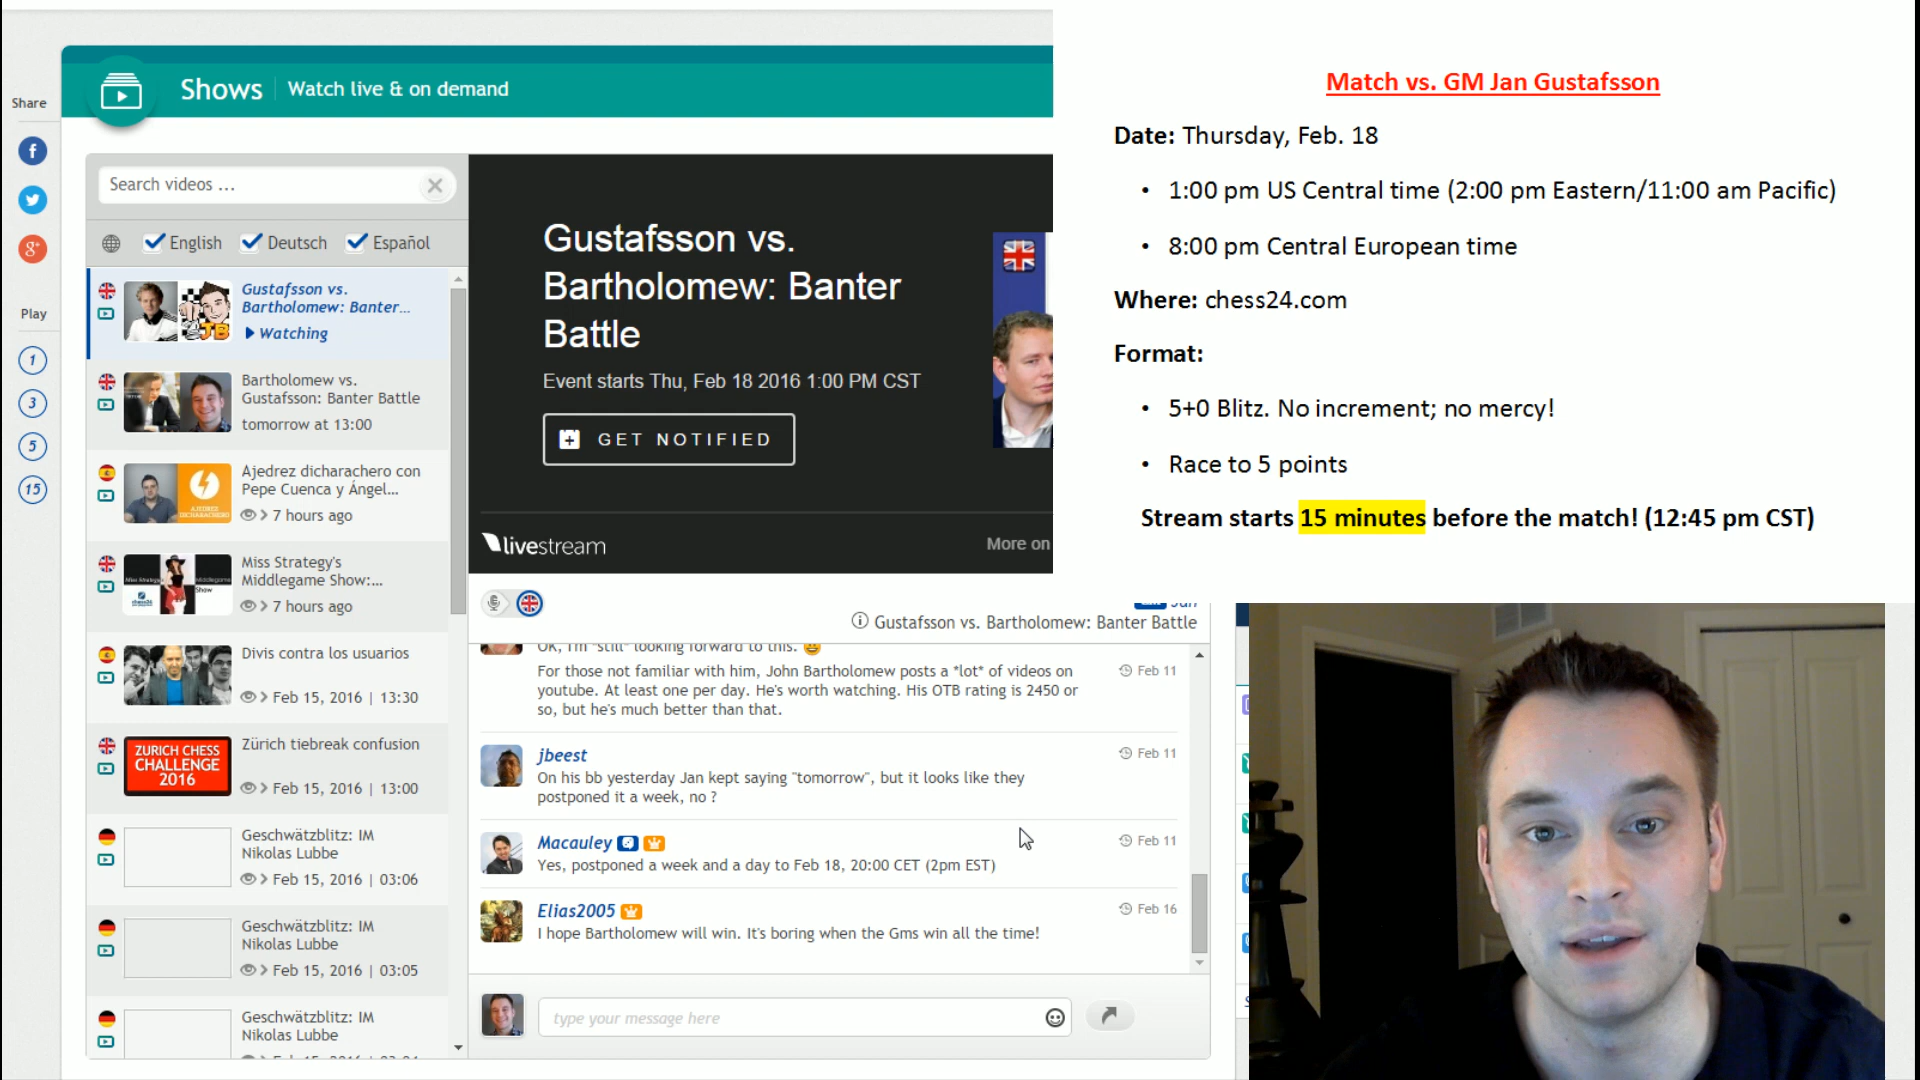 Share
Play
1
3
5
15
Shows
Watch live & on demand
Search videos ...
English
Deutsch
Español
Gustafsson vs.
Bartholomew: Banter...
Watching
Bartholomew vs.
Gustafsson: Banter Battle
tomorrow at 13:00
Ajedrez dicharachero con
Pepe Cuenca y Ángel...
7 hours ago
Miss Strategy's
Middlegame Show:...
7 hours ago
Divis contra los usuarios
Feb 15, 2016 | 13:30
ZURICH CHESS
CHALLENGE
2016
Zürich tiebreak confusion
Feb 15, 2016 | 13:00
Geschwätzblitz: IM
Nikolas Lubbe
Feb 15, 2016 | 03:06
Geschwätzblitz: IM
Nikolas Lubbe
Feb 15, 2016 | 03:05
Geschwätzblitz: IM
Nikolas Lubbe
Gustafsson vs.
Bartholomew: Banter
Battle
Event starts Thu, Feb 18 2016 1:00 PM CST
GET NOTIFIED
livestream
More on
Gustafsson vs. Bartholomew: Banter Battle
OK, I'm *still* looking forward to this.
For those not familiar with him, John Bartholomew posts a *lot* of videos on
youtube. At least one per day. He's worth watching. His OTB rating is 2450 or
so, but he's much better than that.
Feb 11
jbeest
Feb 11
On his bb yesterday Jan kept saying "tomorrow", but it looks like they
postponed it a week, no ?
Macauley
Feb 11
Yes, postponed a week and a day to Feb 18, 20:00 CET (2pm EST)
Elias2005
Feb 16
I hope Bartholomew will win. It's boring when the Gms win all the time!
type your message here
Match vs. GM Jan Gustafsson
Date: Thursday, Feb. 18
• 1:00 pm US Central time (2:00 pm Eastern/11:00 am Pacific)
• 8:00 pm Central European time
Where: chess24.com
Format:
• 5+0 Blitz. No increment; no mercy!
• Race to 5 points
Stream starts 15 minutes before the match! (12:45 pm CST)